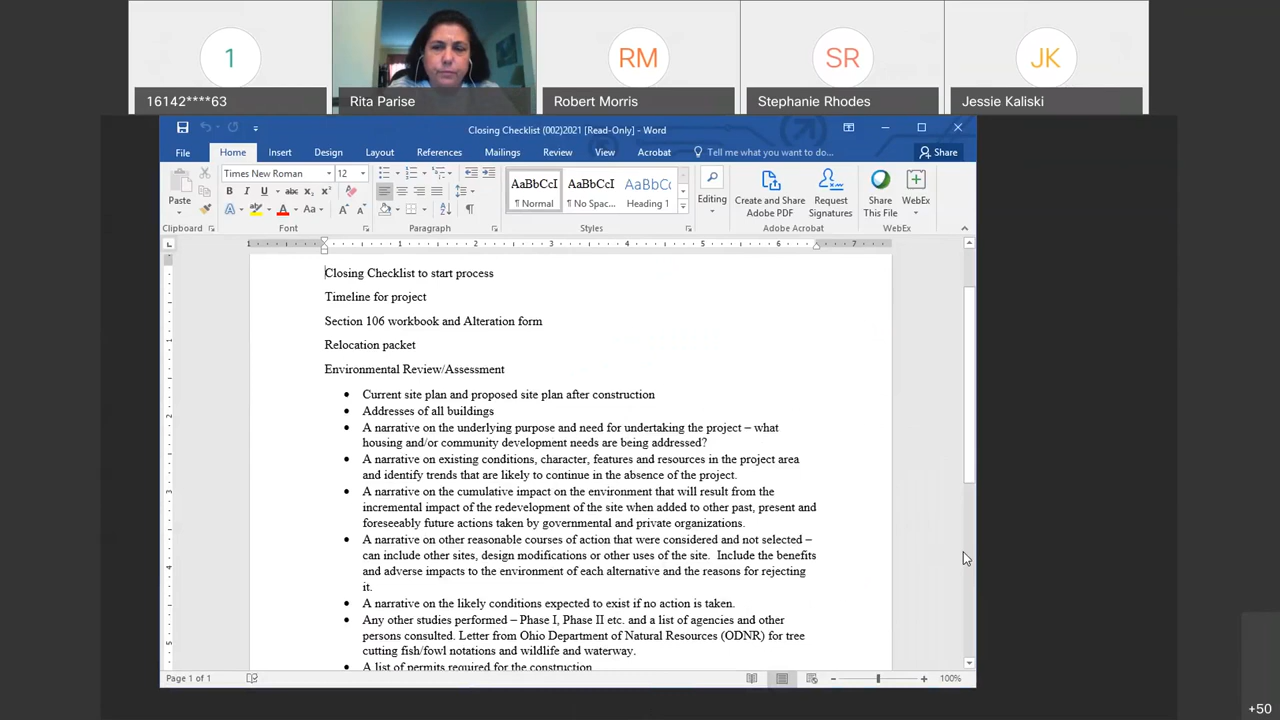 1
RM
SR
JK
16142****63
Rita Parise
Robert Morris
Stephanie Rhodes
Jessie Kaliski
Closing Checklist (002)2021 [Read-Only] - Word
File Home Insert Design Layout References Mailings Review View Acrobat Tell me what you want to do... Share
Times New Roman 12
AaBbCcI AaBbCcI AaBbCc
Paste
B I U abc x₂ x²
¶ Normal ¶ No Spac... Heading 1
Editing
Create and Share Adobe PDF
Request Signatures
Share This File
WebEx
A Aa A A
Clipboard Font Paragraph Styles Adobe Acrobat WebEx
1 1 2 3 4 5 6 7
Closing Checklist to start process
Timeline for project
Section 106 workbook and Alteration form
Relocation packet
Environmental Review/Assessment
• Current site plan and proposed site plan after construction
• Addresses of all buildings
• A narrative on the underlying purpose and need for undertaking the project – what
housing and/or community development needs are being addressed?
• A narrative on existing conditions, character, features and resources in the project area
and identify trends that are likely to continue in the absence of the project.
• A narrative on the cumulative impact on the environment that will result from the
incremental impact of the redevelopment of the site when added to other past, present and
foreseeably future actions taken by governmental and private organizations.
• A narrative on other reasonable courses of action that were considered and not selected –
can include other sites, design modifications or other uses of the site. Include the benefits
and adverse impacts to the environment of each alternative and the reasons for rejecting
it.
• A narrative on the likely conditions expected to exist if no action is taken.
• Any other studies performed – Phase I, Phase II etc. and a list of agencies and other
persons consulted. Letter from Ohio Department of Natural Resources (ODNR) for tree
cutting fish/fowl notations and wildlife and waterway.
• A list of permits required for the construction
Page 1 of 1
100%
+50